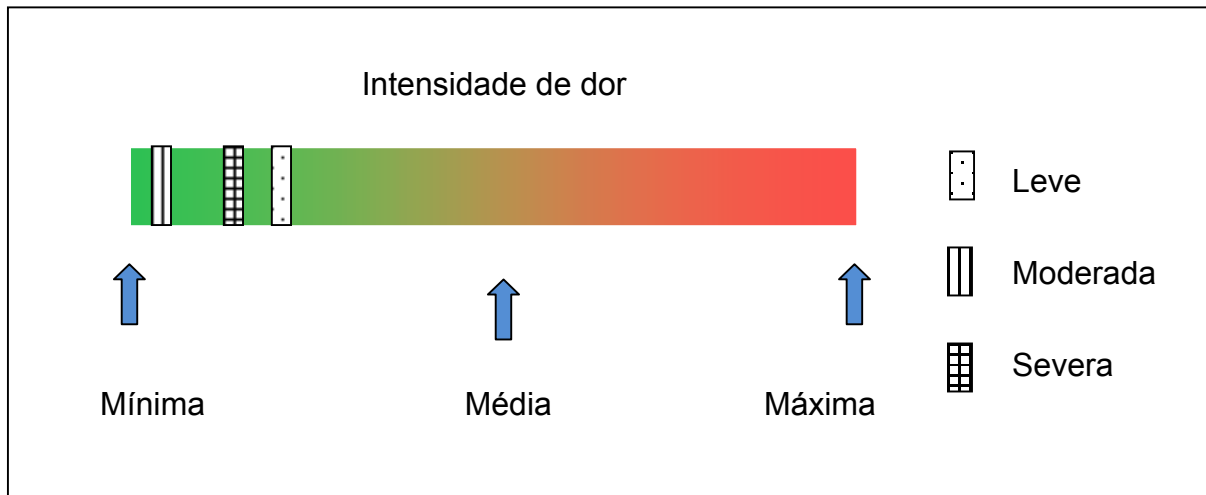 Intensidade de dor
Leve
Moderada
Severa
Mínima
Média
Máxima